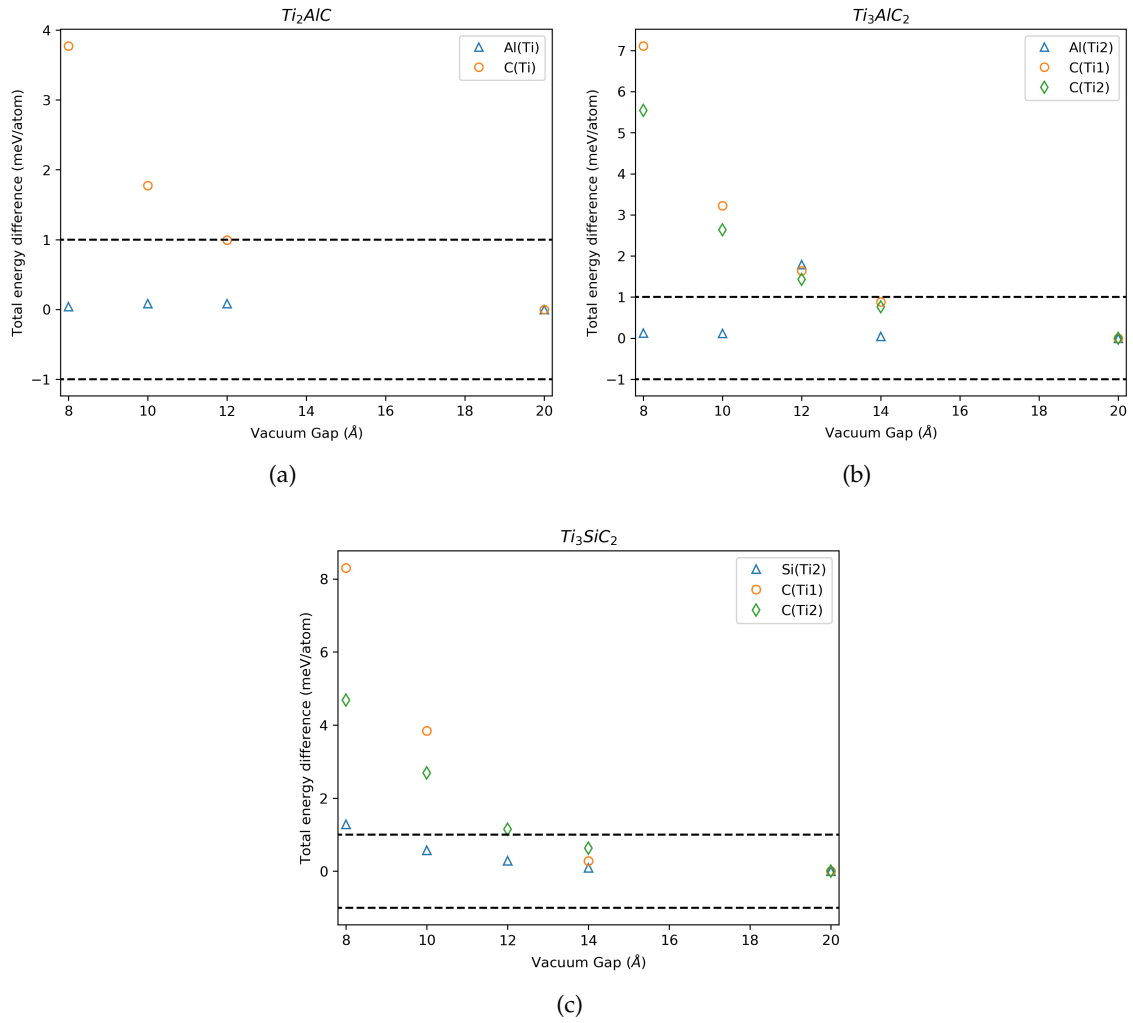 Ti₂AlC
Total energy difference (meV/atom)
4
3
2
1
0
−1
Al(Ti)
C(Ti)
8 10 12 14 16 18 20
Vacuum Gap (Å)
(a)
Ti₃AlC₂
Total energy difference (meV/atom)
7
6
5
4
3
2
1
0
−1
Al(Ti2)
C(Ti1)
C(Ti2)
8 10 12 14 16 18 20
Vacuum Gap (Å)
(b)
Ti₃SiC₂
Total energy difference (meV/atom)
8
6
4
2
0
Si(Ti2)
C(Ti1)
C(Ti2)
8 10 12 14 16 18 20
Vacuum Gap (Å)
(c)